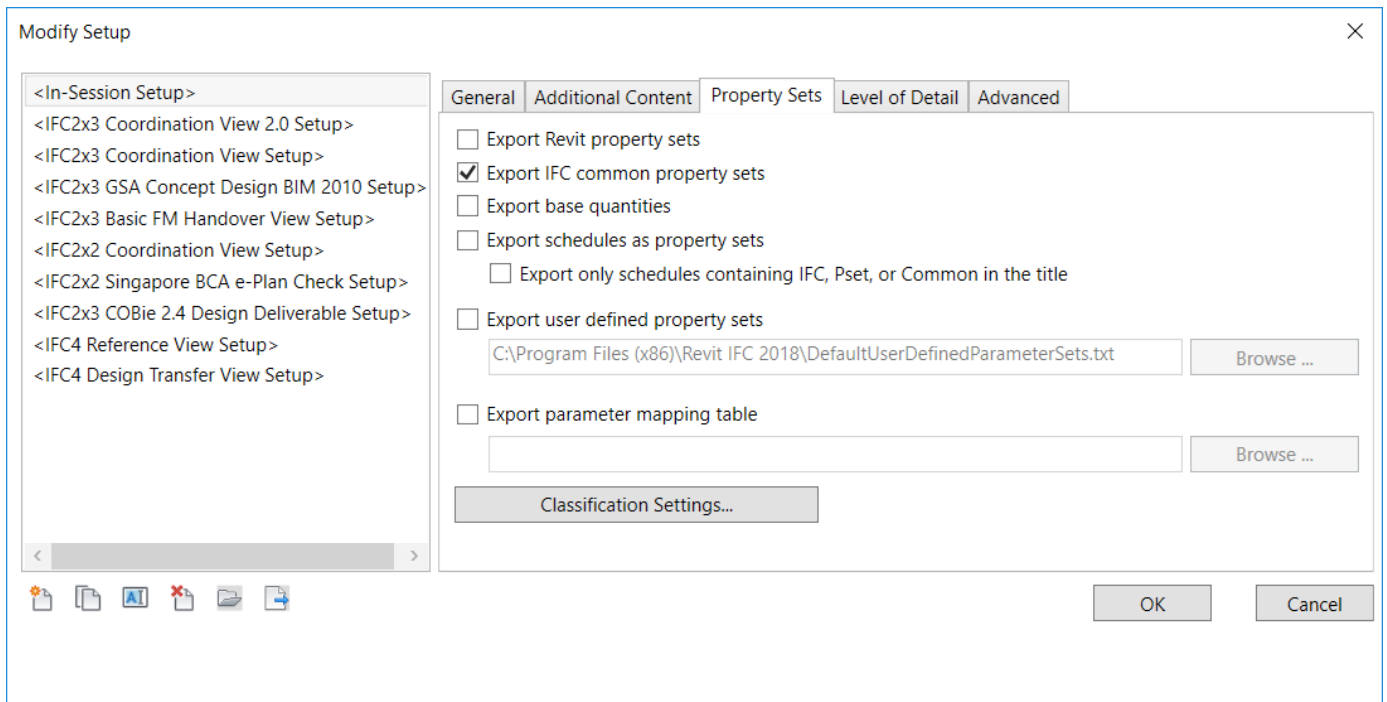 Modify Setup
<In-Session Setup>
<IFC2x3 Coordination View 2.0 Setup>
<IFC2x3 Coordination View Setup>
<IFC2x3 GSA Concept Design BIM 2010 Setup>
<IFC2x3 Basic FM Handover View Setup>
<IFC2x2 Coordination View Setup>
<IFC2x2 Singapore BCA e-Plan Check Setup>
<IFC2x3 COBie 2.4 Design Deliverable Setup>
<IFC4 Reference View Setup>
<IFC4 Design Transfer View Setup>
General Additional Content Property Sets Level of Detail Advanced
Export Revit property sets
Export IFC common property sets
Export base quantities
Export schedules as property sets
Export only schedules containing IFC, Pset, or Common in the title
Export user defined property sets
C:\Program Files (x86)\Revit IFC 2018\DefaultUserDefinedParameterSets.txt Browse ...
Export parameter mapping table
Browse ...
Classification Settings...
AI
OK Cancel